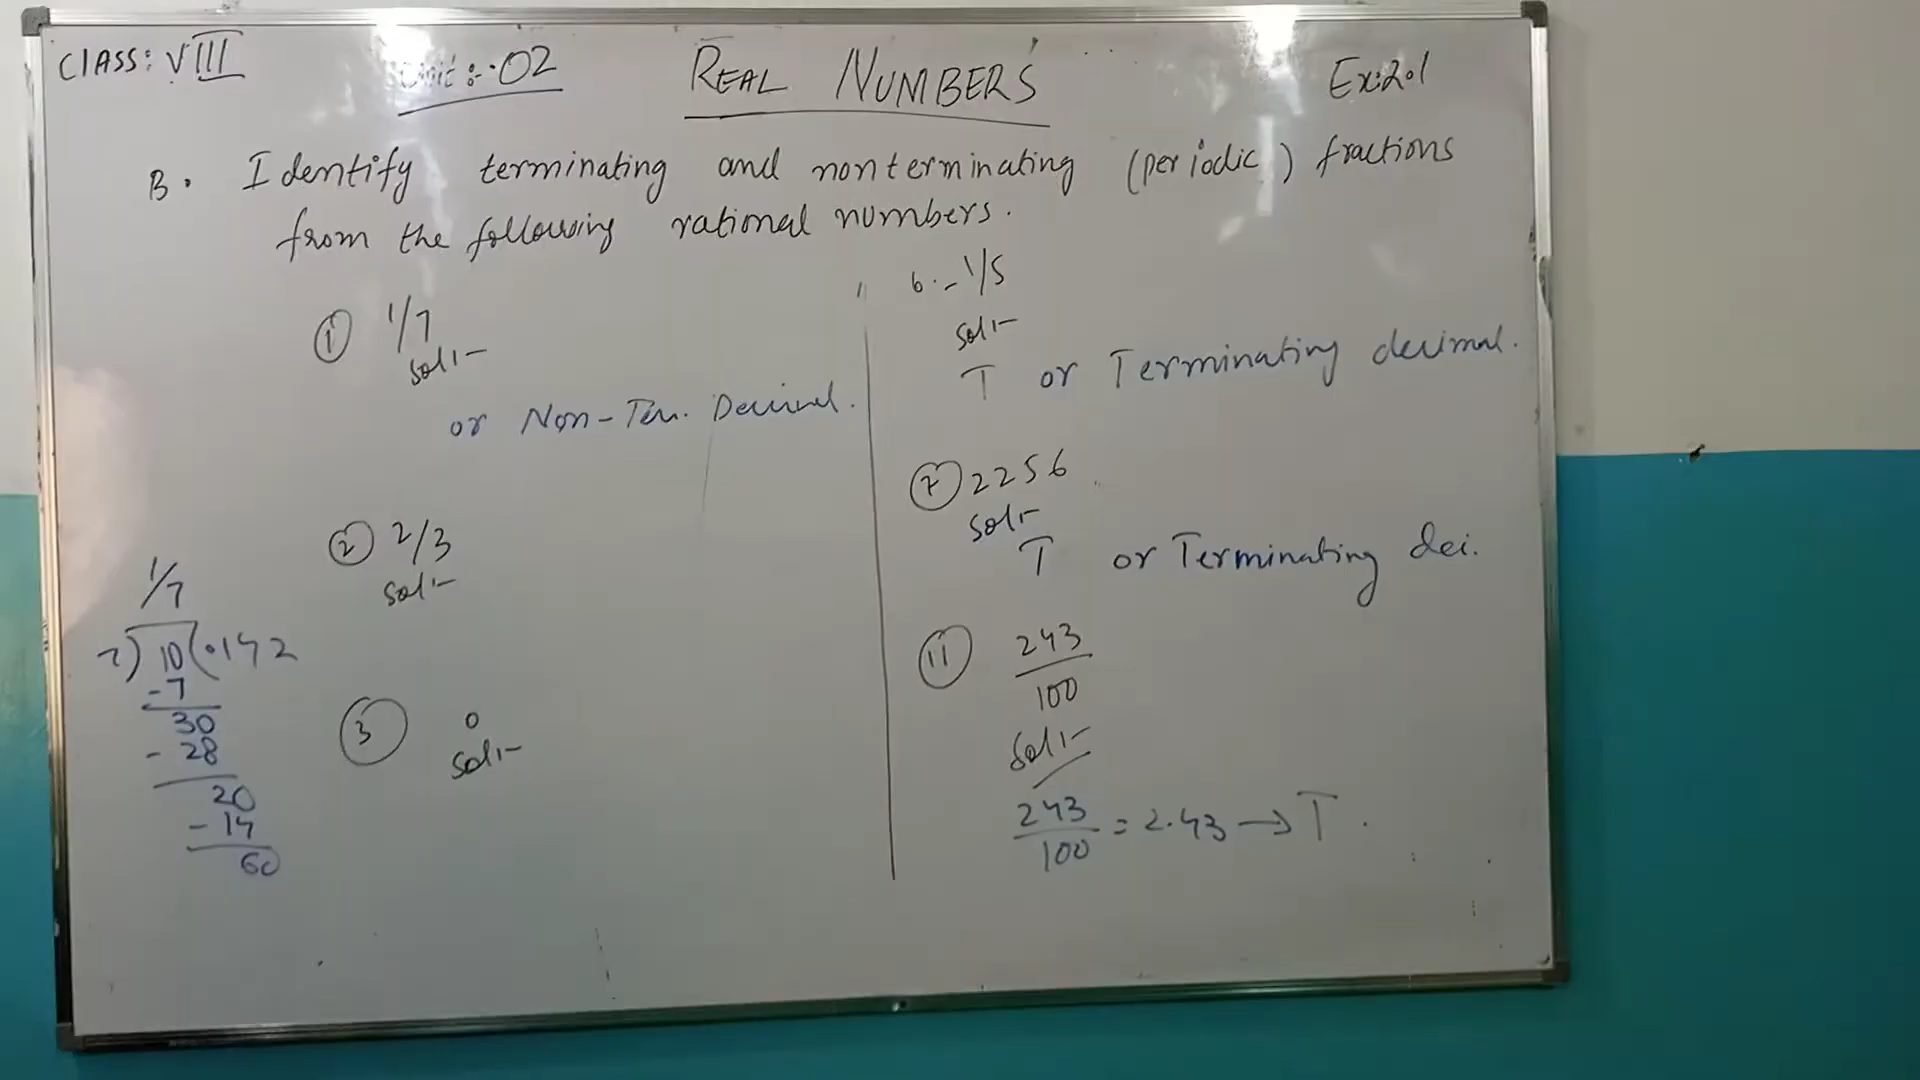 CLASS: VIII
Unit :- 02
REAL NUMBERS
Ex:2.1
B. Identify terminating and nonterminating (periodic) fractions
from the following rational numbers.
① 1/7
Sol:-
or Non-Ter. Decimal.
② 2/3
Sol:-
1/7
7) 10 (.142
-7
30
- 28
20
- 14
60
③ 0
Sol:-
6. - 1/5
Sol:-
T or Terminating decimal.
⑦ 2256
Sol:-
T or Terminating dei.
⑪ 243
100
Sol:-
243
100 = 2.43 → T.